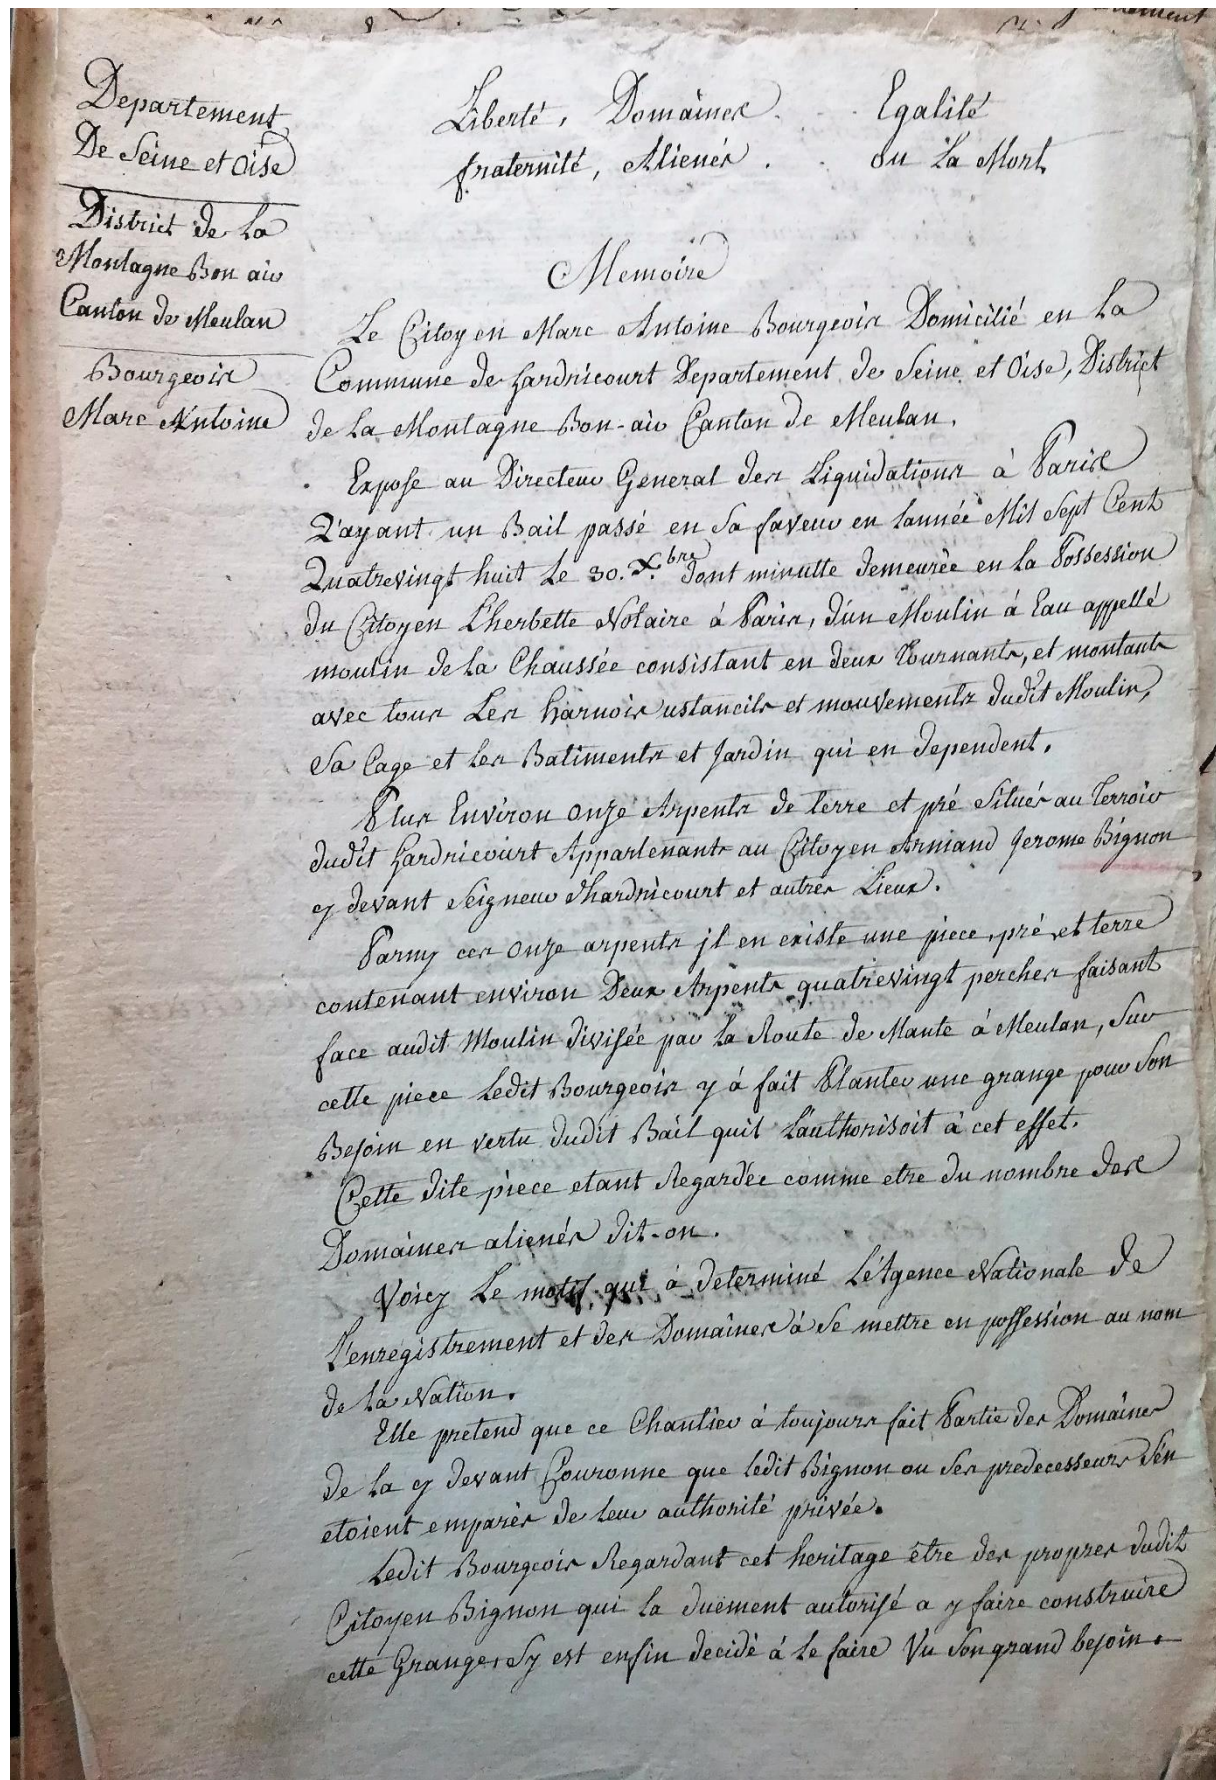 Departement
De Seine et Oise
District de La
Montagne Bon air
Canton de Meulan
Bourgeois
Marc Antoine
Liberté, Domaines Egalité
fraternité, Alienés. ou La Mort
Memoire
Le Citoyen Marc Antoine Bourgeois Domicilié en La
Commune de hardricourt Departement de Seine et Oise, District
de La Montagne Bon-air Canton de Meulan.
Expose au Directeur General des Liquidations à Paris
Q'ayant un Bail passé en Sa faveur en Lannée Mil Sept Cent
Quatrevingt huit Le 30. X.bre dont minutte demeurée en la Possession
du Citoyen Lherbette Notaire à Paris, d'un Moulin à Eau appellé
moulin de La Chaussée consistant en deux Tournants, et montants
avec tous Les harnois ustancils et mouvements dudit Moulin,
Sa Cage et Les Batiments et Jardin qui en dependent.
Plus Environ onze Arpents de terre et pré Situés au Terroir
dudit hardricourt Appartenants au Citoyen Armand Jerome Bignon
cy devant Seigneur d'hardricourt et autres Lieux.
Parmy ces onze arpents il en existe une piece, pré et terre
contenant environ Deux Arpents quatrevingt perches faisant
face audit Moulin divisée par La Route de Mante à Meulan, Sur
cette piece Ledit Bourgeois y à fait Planter une grange pour Son
Besoin en vertu dudit Bail quil L'authorisoit à cet effet.
Cette dite piece etant Regardée comme etre du nombre des
Domaines aliénés dit-on.
Voicy Le motif qui à determiné L'Agence Nationale de
L'enregistrement et des Domaines à Se mettre en possession au nom
de La Nation.
Elle pretend que ce Chantier à toujours fait Partie des Domaines
de La cy devant Couronne que ledit Bignon ou Ses predecesseurs S'en
etoient emparés de leur authorité privée.
Ledit Bourgeois Regardant cet heritage être des propres dudit
Citoyen Bignon qui la duëment autorisé a y faire construire
cette Grange, Sy est enfin decidé à Le faire Vu Son grand besoin.